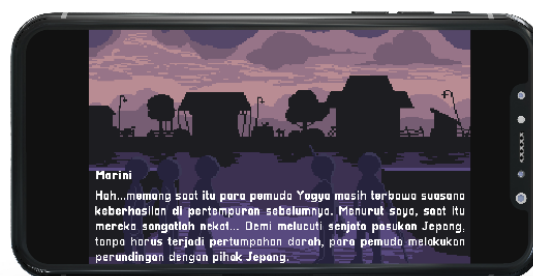 Marini
Hah...memang saat itu para pemuda Yogya masih terbawa suasana
keberhasilan di pertempuran sebelumnya. Menurut saya, saat itu
mereka sangatlah nekat... Demi melucuti senjata pasukan Jepang,
tanpa harus terjadi pertumpahan darah, para pemuda melakukan
perundingan dengan pihak Jepang.